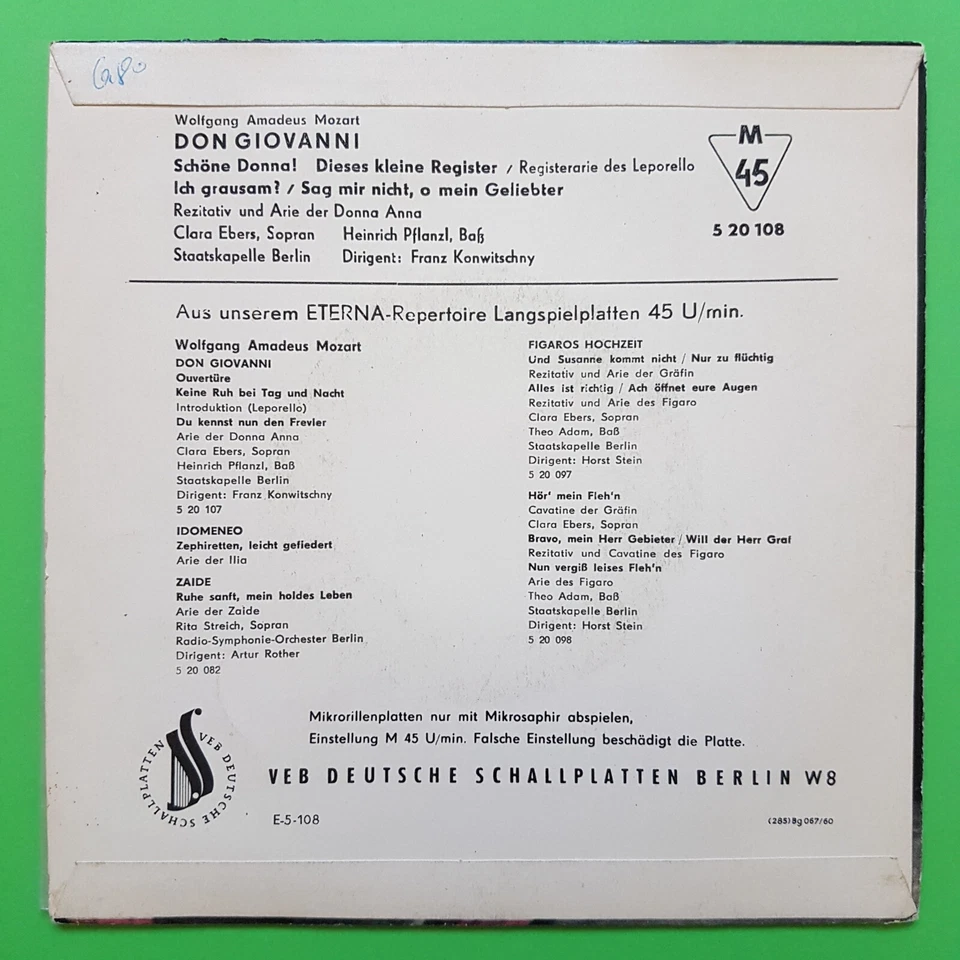 6,80
Wolfgang Amadeus Mozart
DON GIOVANNI
Schöne Donna! Dieses kleine Register / Registerarie des Leporello
Ich grausam? / Sag mir nicht, o mein Geliebter
Rezitativ und Arie der Donna Anna
Clara Ebers, Sopran Heinrich Pflanzl, Baß
Staatskapelle Berlin Dirigent: Franz Konwitschny
M
45
5 20 108
Aus unserem ETERNA-Repertoire Langspielplatten 45 U/min.
Wolfgang Amadeus Mozart
DON GIOVANNI
Ouvertüre
Keine Ruh bei Tag und Nacht
Introduktion (Leporello)
Du kennst nun den Frevler
Arie der Donna Anna
Clara Ebers, Sopran
Heinrich Pflanzl, Baß
Staatskapelle Berlin
Dirigent: Franz Konwitschny
5 20 107
IDOMENEO
Zephiretten, leicht gefiedert
Arie der Ilia
ZAIDE
Ruhe sanft, mein holdes Leben
Arie der Zaide
Rita Streich, Sopran
Radio-Symphonie-Orchester Berlin
Dirigent: Artur Rother
5 20 082
FIGAROS HOCHZEIT
Und Susanne kommt nicht / Nur zu flüchtig
Rezitativ und Arie der Gräfin
Alles ist richtig / Ach öffnet eure Augen
Rezitativ und Arie des Figaro
Clara Ebers, Sopran
Theo Adam, Baß
Staatskapelle Berlin
Dirigent: Horst Stein
5 20 097
Hör' mein Fleh'n
Cavatine der Gräfin
Clara Ebers, Sopran
Bravo, mein Herr Gebieter / Will der Herr Graf
Rezitativ und Cavatine des Figaro
Nun vergiß leises Fleh'n
Arie des Figaro
Theo Adam, Baß
Staatskapelle Berlin
Dirigent: Horst Stein
5 20 098
Mikrorillenplatten nur mit Mikrosaphir abspielen,
Einstellung M 45 U/min. Falsche Einstellung beschädigt die Platte.
VEB DEUTSCHE SCHALLPLATTEN
VEB DEUTSCHE SCHALLPLATTEN BERLIN W8
E-5-108
(285) Bg 067/60